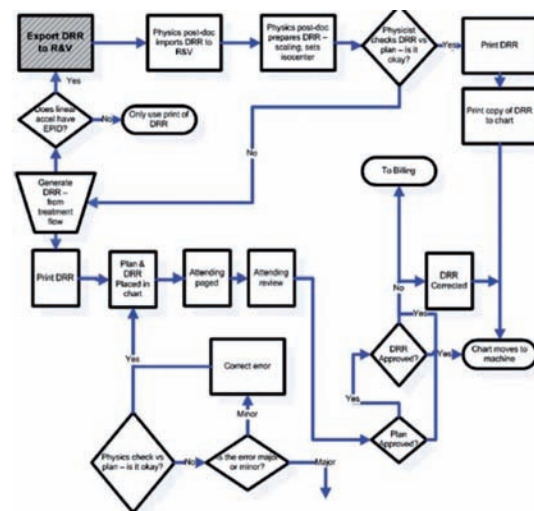 Export DRR
to R&V
Physics post-doc
imports DRR to
R&V
Physics post-doc
prepares DRR –
scaling, sets
isocenter
Physicist
checks DRR vs
plan – is it
okay?
Yes
Print DRR
Print copy of DRR
to chart
Yes
Does linear
accel have
EPID?
No
Only use print of
DRR
No
Generate
DRR –
from
treatment
flow
To Billing
Print DRR
Plan &
DRR
Placed in
chart
Attending
paged
Attending
review
DRR
Corrected
No
Yes
DRR
Approved?
Yes
Chart moves to
machine
Yes
Correct error
Yes
Minor
Plan
Approved?
Physics check vs
plan – is it okay?
No
Is the error major
or minor?
Major